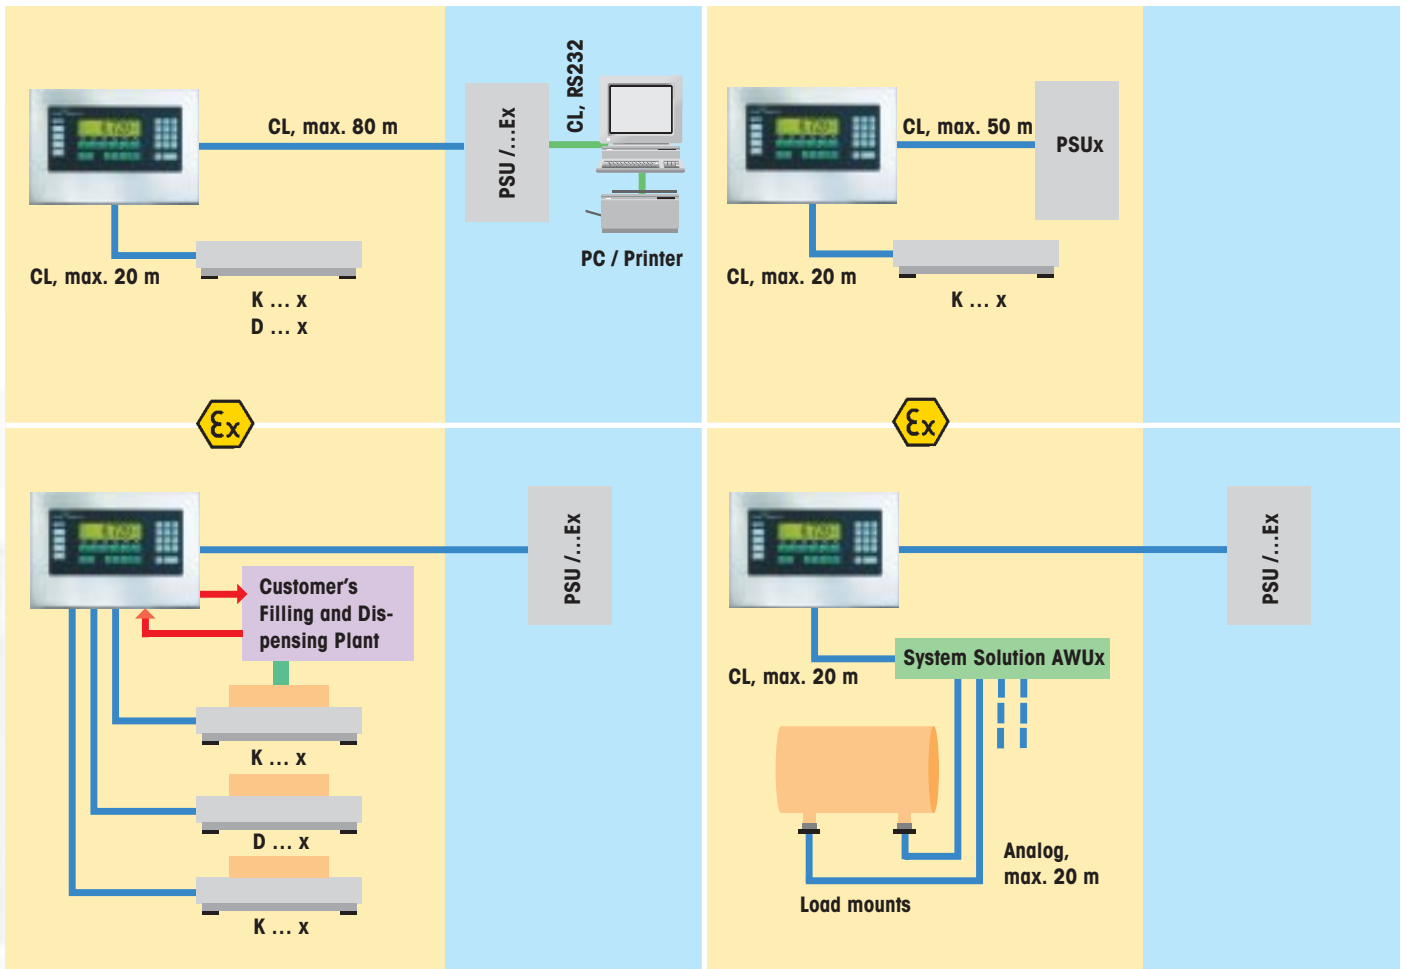 CL, max. 80 m
PSU /...Ex
CL, RS232
PC / Printer
CL, max. 20 m
K ... x
D ... x
CL, max. 50 m
PSUx
CL, max. 20 m
K ... x
Ex
Ex
PSU /...Ex
Customer's
Filling and Dis-
pensing Plant
K ... x
D ... x
K ... x
PSU /...Ex
System Solution AWUx
CL, max. 20 m
Analog,
max. 20 m
Load mounts